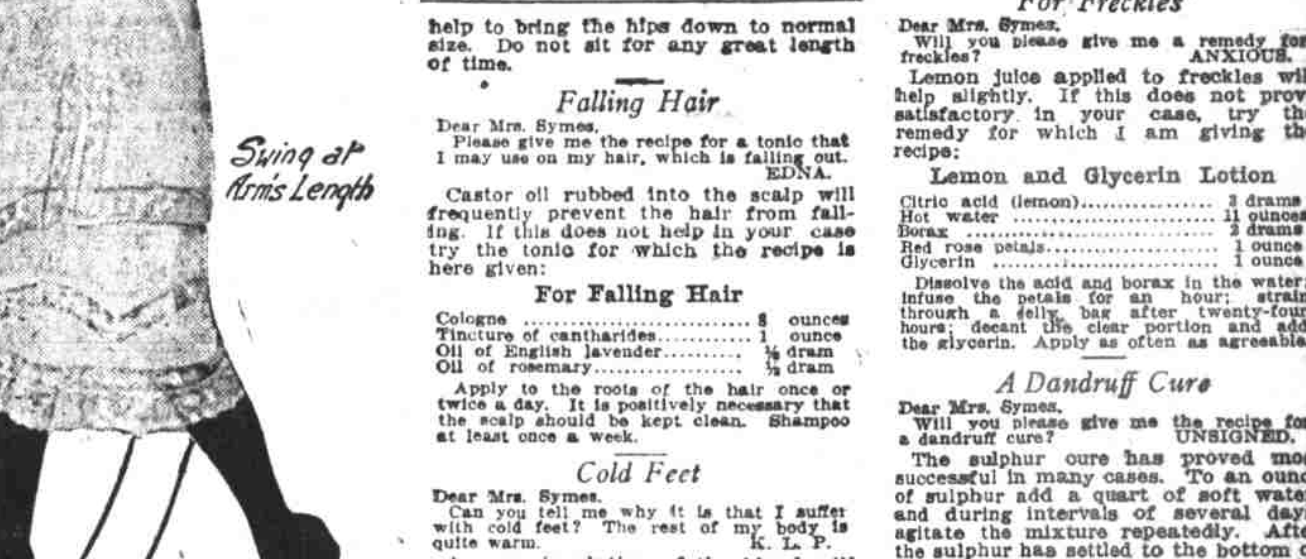 Swing at
Arm's Length
help to bring the hips down to normal
size. Do not sit for any great length
of time.
Falling Hair
Dear Mrs. Symes.
Please give me the recipe for a tonic that
I may use on my hair, which is falling out.
EDNA.
Castor oil rubbed into the scalp will
frequently prevent the hair from fall-
ing. If this does not help in your case
try the tonic for which the recipe is
here given:
For Falling Hair
Cologne ........................... 8 ounces
Tincture of cantharides............ 1 ounce
Oil of English lavender.......... ½ dram
Oil of rosemary.................... ½ dram
Apply to the roots of the hair once or
twice a day. It is positively necessary that
the scalp should be kept clean. Shampoo
at least once a week.
Cold Feet
Dear Mrs. Symes.
Can you tell me why it is that I suffer
with cold feet? The rest of my body is
quite warm. K. L. P.
For Freckles
Dear Mrs. Symes.
Will you please give me a remedy for
freckles? ANXIOUS.
Lemon juice applied to freckles wil
help slightly. If this does not prov
satisfactory in your case, try th
remedy for which I am giving th
recipe:
Lemon and Glycerin Lotion
Citric acid (lemon)................ 3 drams
Hot water ......................... 11 ounces
Borax .............................. 2 drams
Red rose petals.................... 1 ounce
Glycerin ........................... 1 ounce
Dissolve the acid and borax in the water;
infuse the petals for an hour; strain
through a jelly bag after twenty-four
hours; decant the clear portion and add
the glycerin. Apply as often as agreeable
A Dandruff Cure
Dear Mrs. Symes.
Will you please give me the recipe for
a dandruff cure? UNSIGNED.
The sulphur cure has proved mos
successful in many cases. To an ounc
of sulphur add a quart of soft wate
and during intervals of several day
agitate the mixture repeatedly. Afte
the sulphur has settled to the bottom